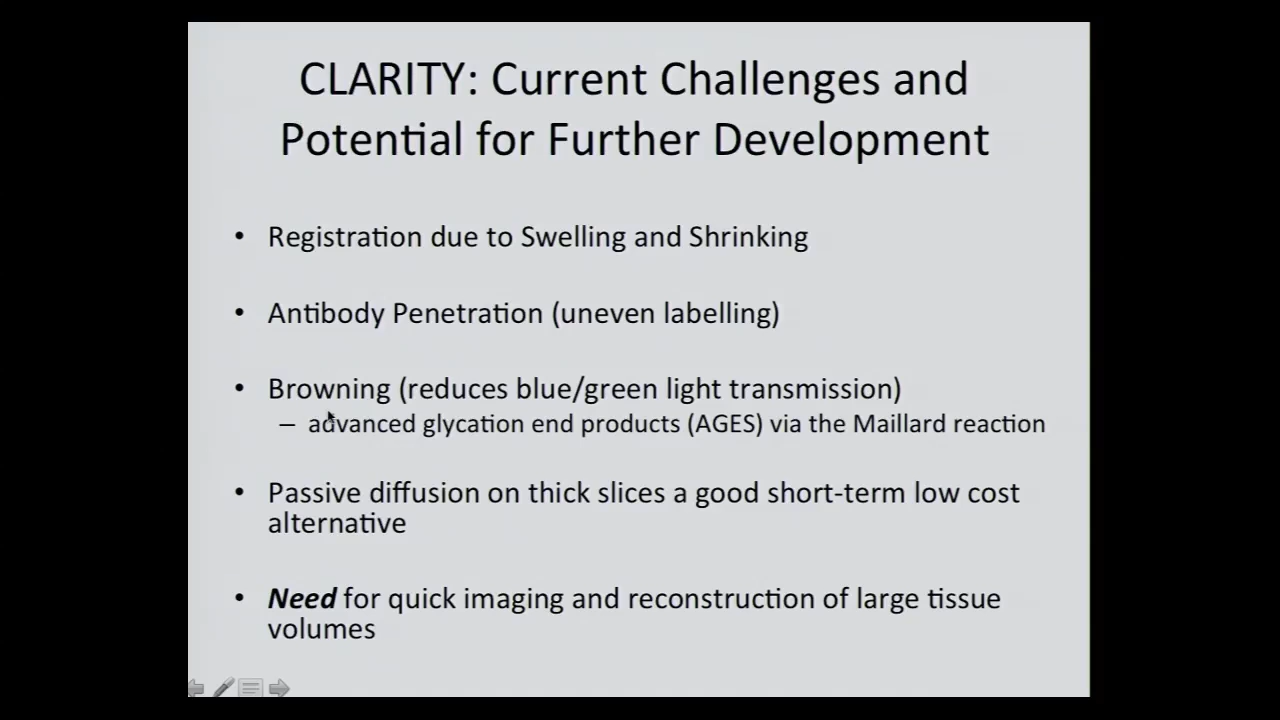 CLARITY: Current Challenges and
Potential for Further Development
• Registration due to Swelling and Shrinking
• Antibody Penetration (uneven labelling)
• Browning (reduces blue/green light transmission)
– advanced glycation end products (AGES) via the Maillard reaction
• Passive diffusion on thick slices a good short-term low cost
alternative
• Need for quick imaging and reconstruction of large tissue
volumes